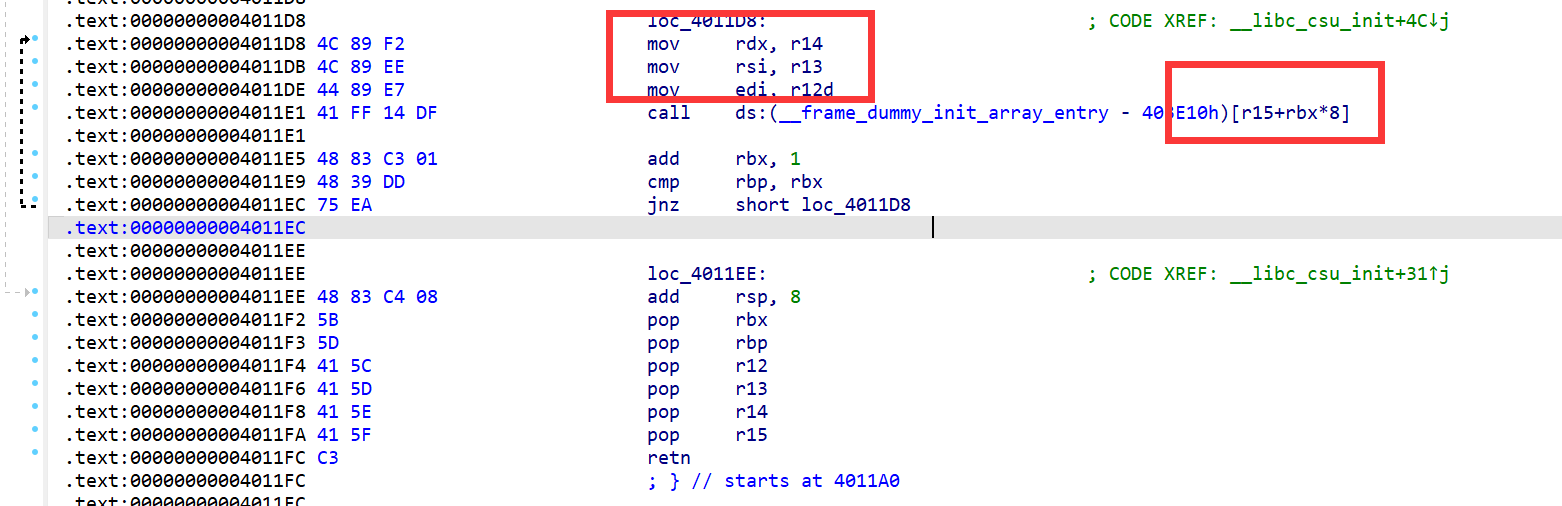 .text:00000000004011D8
.text:00000000004011D8 loc_4011D8: ; CODE XREF: __libc_csu_init+4C↓j
.text:00000000004011D8 4C 89 F2 mov rdx, r14
.text:00000000004011DB 4C 89 EE mov rsi, r13
.text:00000000004011DE 44 89 E7 mov edi, r12d
.text:00000000004011E1 41 FF 14 DF call ds:(__frame_dummy_init_array_entry - 403E10h)[r15+rbx*8]
.text:00000000004011E1
.text:00000000004011E5 48 83 C3 01 add rbx, 1
.text:00000000004011E9 48 39 DD cmp rbp, rbx
.text:00000000004011EC 75 EA jnz short loc_4011D8
.text:00000000004011EC
.text:00000000004011EE
.text:00000000004011EE loc_4011EE: ; CODE XREF: __libc_csu_init+31↑j
.text:00000000004011EE 48 83 C4 08 add rsp, 8
.text:00000000004011F2 5B pop rbx
.text:00000000004011F3 5D pop rbp
.text:00000000004011F4 41 5C pop r12
.text:00000000004011F6 41 5D pop r13
.text:00000000004011F8 41 5E pop r14
.text:00000000004011FA 41 5F pop r15
.text:00000000004011FC C3 retn
.text:00000000004011FC ; } // starts at 4011A0
.text:00000000004011FC